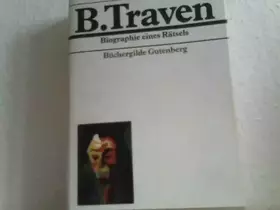 B.Traven
Biographie eines Rätsels
Büchergilde Gutenberg